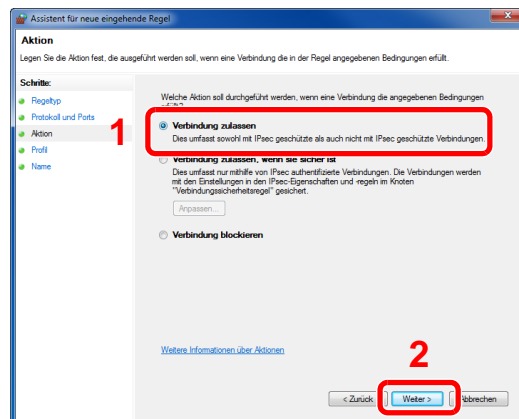 Assistent für neue eingehende Regel
Aktion
Legen Sie die Aktion fest, die ausgeführt werden soll, wenn eine Verbindung die in der Regel angegebenen Bedingungen erfüllt.
Schritte:
Regeltyp
Protokoll und Ports
Aktion
Profil
Name
Welche Aktion soll durchgeführt werden, wenn eine Verbindung die angegebenen Bedingungen
erfüllt?
1
Verbindung zulassen
Dies umfasst sowohl mit IPsec geschützte als auch nicht mit IPsec geschützte Verbindungen.
Verbindung zulassen, wenn sie sicher ist
Dies umfasst nur mithilfe von IPsec authentifizierte Verbindungen. Die Verbindungen werden
mit den Einstellungen in den IPsec-Eigenschaften und -regeln im Knoten
"Verbindungssicherheitsregel" gesichert.
Anpassen...
Verbindung blockieren
Weitere Informationen über Aktionen
2
< Zurück
Weiter >
Abbrechen